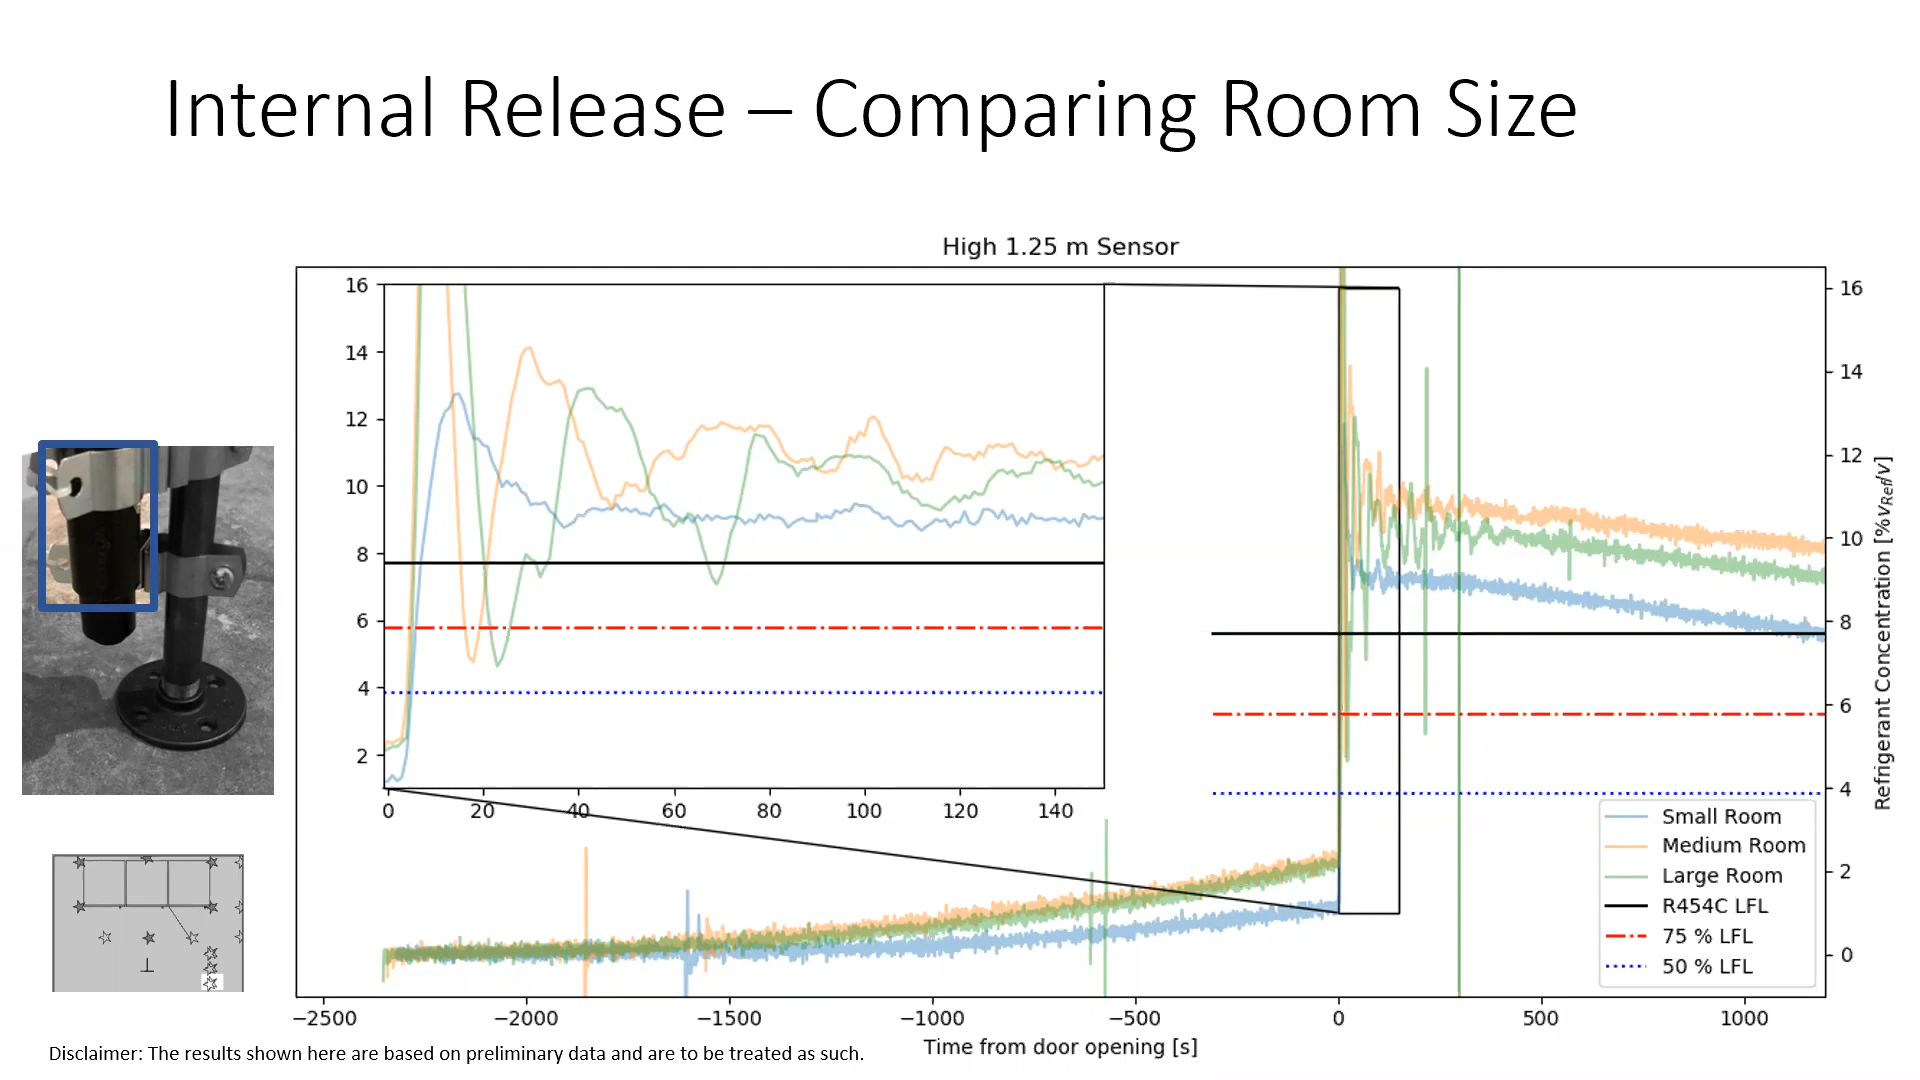 Internal Release – Comparing Room Size
High 1.25 m Sensor
16
14
12
10
8
6
4
2
0 20 40 60 80 100 120 140
16
14
12
10
8
6
4
2
0
Refrigerant Concentration [%v_Ref/v]
Small Room
Medium Room
Large Room
R454C LFL
75 % LFL
50 % LFL
−2500 −2000 −1500 −1000 −500 0 500 1000
Time from door opening [s]
Disclaimer: The results shown here are based on preliminary data and are to be treated as such.